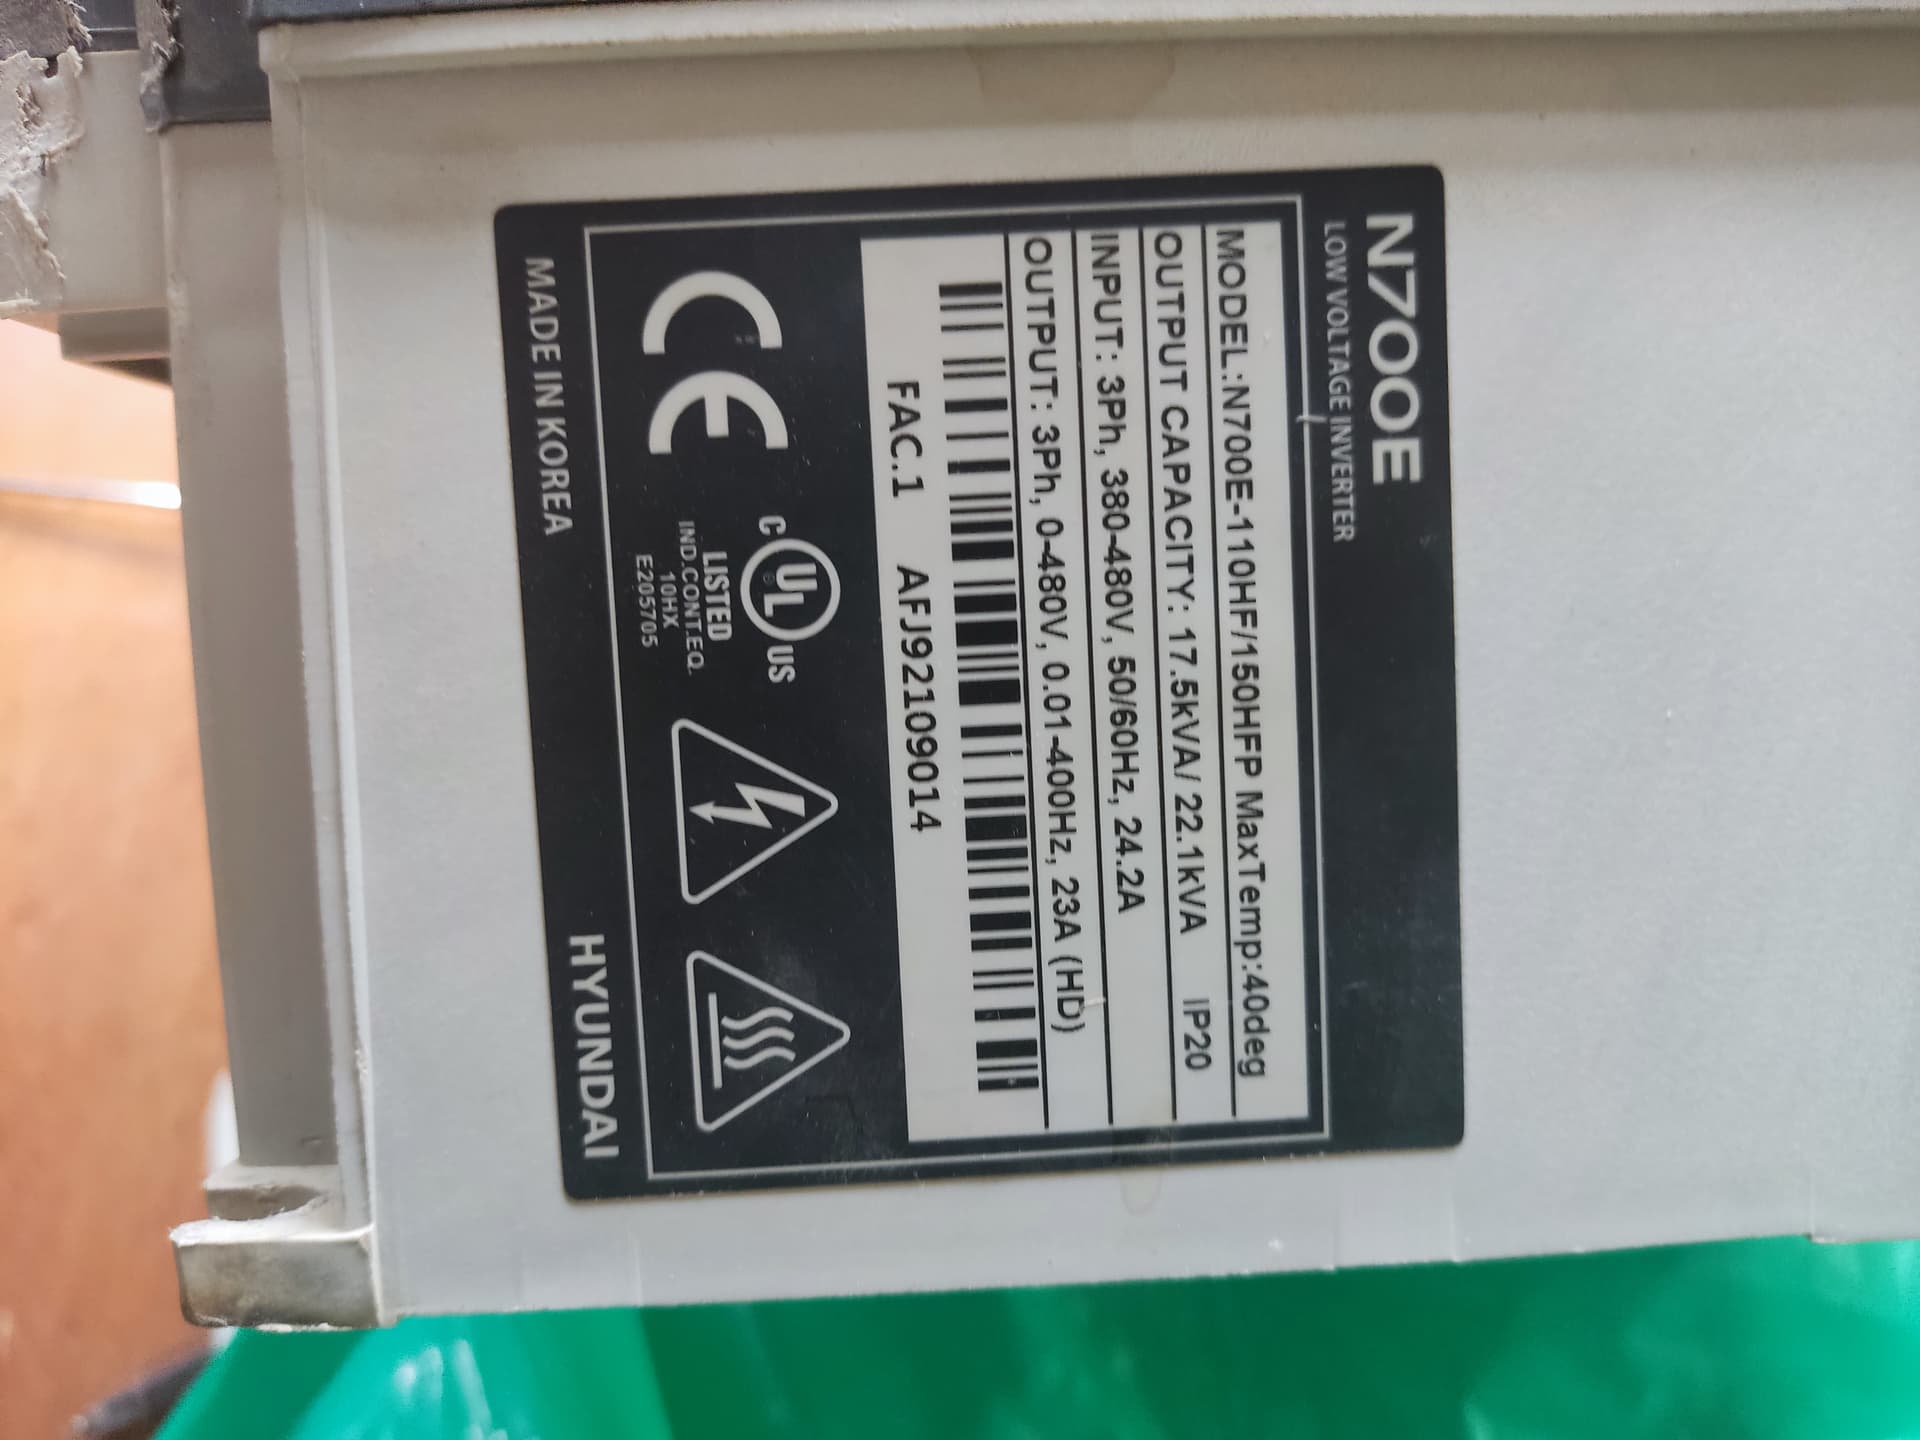 N700E
LOW VOLTAGE INVERTER
MODEL:N700E-110HF/150HFP MaxTemp:40deg
OUTPUT CAPACITY: 17.5kVA/ 22.1kVA IP20
INPUT: 3Ph, 380-480V, 50/60Hz, 24.2A
OUTPUT: 3Ph, 0-480V, 0.01-400Hz, 23A (HD)
FAC.1 AFJ92109014
CE
C UL US
LISTED
IND.CONT.EQ.
10HX
E205705
MADE IN KOREA
HYUNDAI